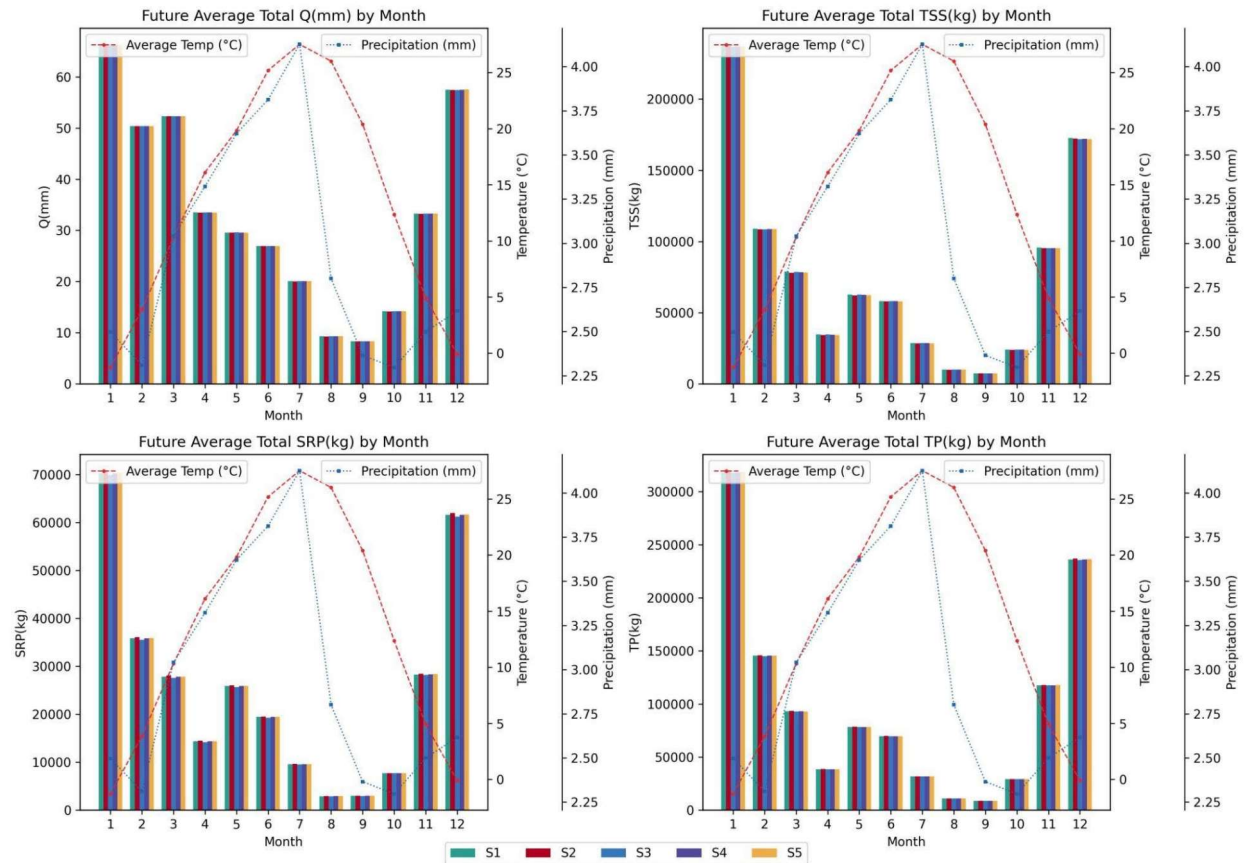 Future Average Total Q(mm) by Month
Average Temp (°C)
Precipitation (mm)
Q(mm)
60
50
40
30
20
10
0
25
20
15
10
5
0
Temperature (°C)
4.00
3.75
3.50
3.25
3.00
2.75
2.50
2.25
Precipitation (mm)
1 2 3 4 5 6 7 8 9 10 11 12
Month
Future Average Total TSS(kg) by Month
Average Temp (°C)
Precipitation (mm)
TSS(kg)
200000
150000
100000
50000
0
25
20
15
10
5
0
Temperature (°C)
4.00
3.75
3.50
3.25
3.00
2.75
2.50
2.25
Precipitation (mm)
1 2 3 4 5 6 7 8 9 10 11 12
Month
Future Average Total SRP(kg) by Month
Average Temp (°C)
Precipitation (mm)
SRP(kg)
70000
60000
50000
40000
30000
20000
10000
0
25
20
15
10
5
0
Temperature (°C)
4.00
3.75
3.50
3.25
3.00
2.75
2.50
2.25
Precipitation (mm)
1 2 3 4 5 6 7 8 9 10 11 12
Month
Future Average Total TP(kg) by Month
Average Temp (°C)
Precipitation (mm)
TP(kg)
300000
250000
200000
150000
100000
50000
0
25
20
15
10
5
0
Temperature (°C)
4.00
3.75
3.50
3.25
3.00
2.75
2.50
2.25
Precipitation (mm)
1 2 3 4 5 6 7 8 9 10 11 12
Month
S1 S2 S3 S4 S5